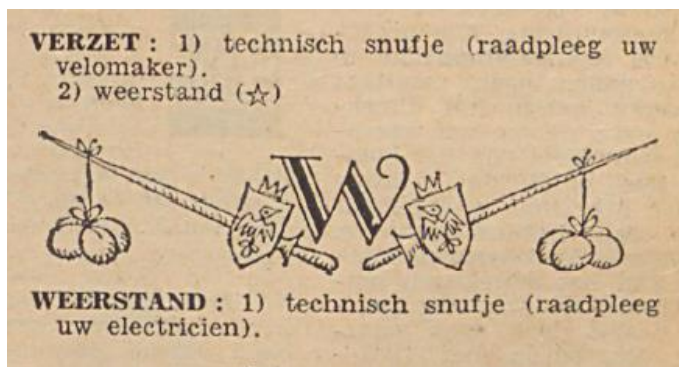 VERZET : 1) technisch snufje (raadpleeg uw
velomaker).
2) weerstand (☆)
W
WEERSTAND : 1) technisch snufje (raadpleeg
uw electricien).